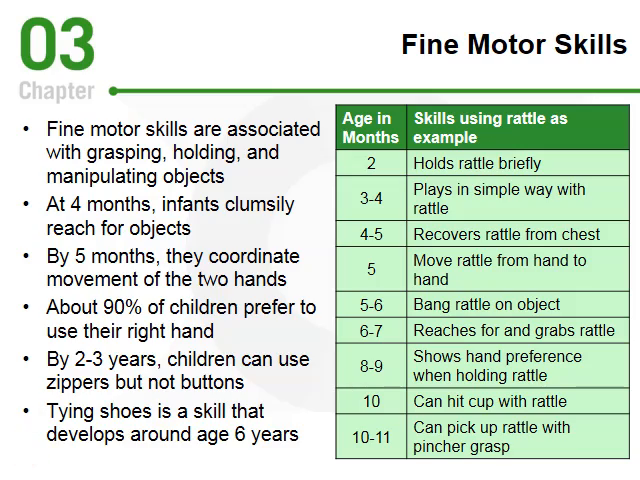 03
Chapter
Fine Motor Skills
• Fine motor skills are associated
with grasping, holding, and
manipulating objects
• At 4 months, infants clumsily
reach for objects
• By 5 months, they coordinate
movement of the two hands
• About 90% of children prefer to
use their right hand
• By 2-3 years, children can use
zippers but not buttons
• Tying shoes is a skill that
develops around age 6 years
Age in Months | Skills using rattle as example
2 | Holds rattle briefly
3-4 | Plays in simple way with rattle
4-5 | Recovers rattle from chest
5 | Move rattle from hand to hand
5-6 | Bang rattle on object
6-7 | Reaches for and grabs rattle
8-9 | Shows hand preference when holding rattle
10 | Can hit cup with rattle
10-11 | Can pick up rattle with pincher grasp